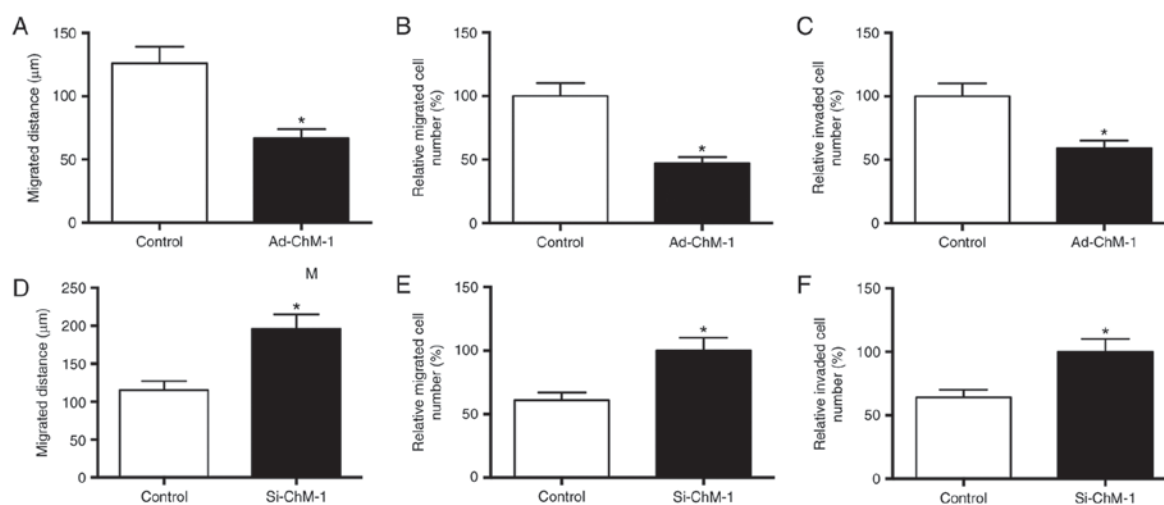 A
Migrated distance (μm)
150
100
50
0
*
Control
Ad-ChM-1
B
Relative migrated cell
number (%)
150
100
50
0
*
Control
Ad-ChM-1
C
Relative invaded cell
number (%)
150
100
50
0
*
Control
Ad-ChM-1
D
M
Migrated distance (μm)
250
200
150
100
50
0
*
Control
Si-ChM-1
E
Relative migrated cell
number (%)
150
100
50
0
*
Control
Si-ChM-1
F
Relative invaded cell
number (%)
150
100
50
0
*
Control
Si-ChM-1